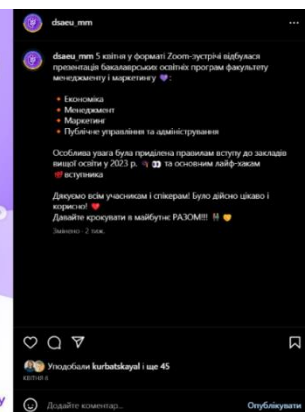 dsaeu_mm
dsaeu_mm 5 квітня у форматі Zoom-зустрічі відбулася
презентація бакалаврських освітніх програм факультету
менеджменту і маркетингу 💜:
🔸 Економіка
🔸 Менеджмент
🔸 Маркетинг
🔸 Публічне управління та адміністрування
Особлива увага була приділена правилам вступу до закладів
вищої освіти у 2023 р. та основним лайф-хакам
вступника
Дякуємо всім учасникам і спікерам! Було дійсно цікаво і
корисно! ❤️
Давайте крокувати в майбутнє РАЗОМ!!!
Змінено · 2 тиж.
Уподобали kurbatskayal і ще 45
КВІТНЯ 6
Додайте коментар...
Опублікувати
у